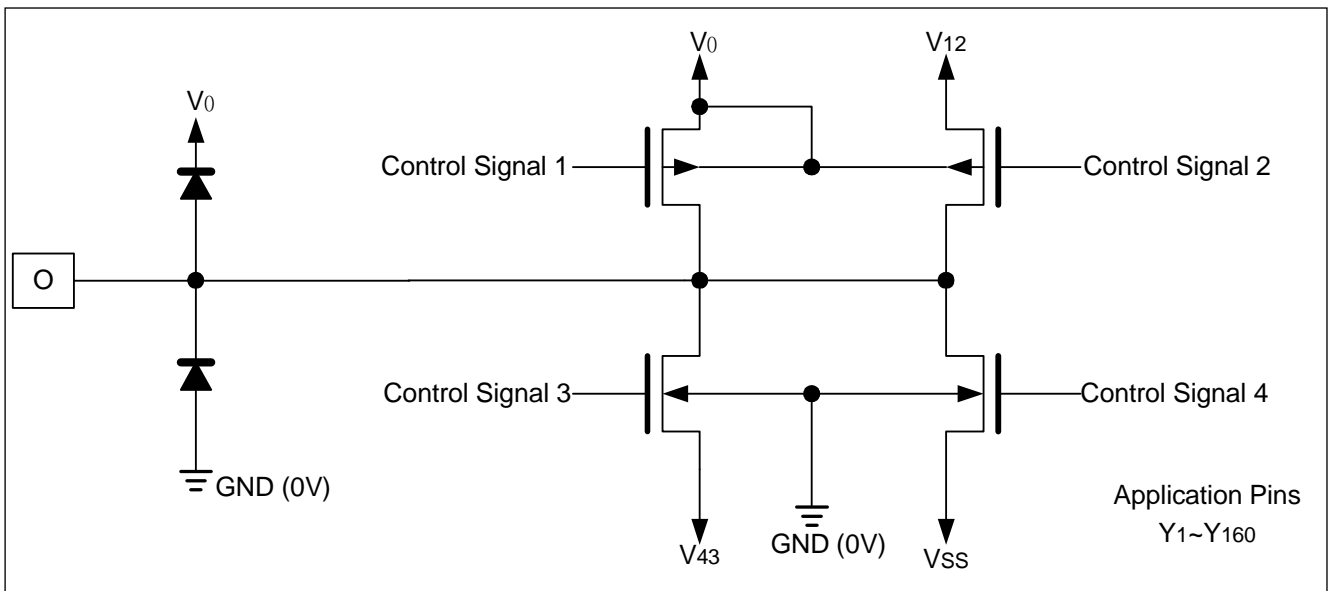 V0
V12
V0
Control Signal 1
Control Signal 2
O
Control Signal 3
Control Signal 4
GND (0V)
Application Pins
Y1~Y160
V43
GND (0V)
VSS